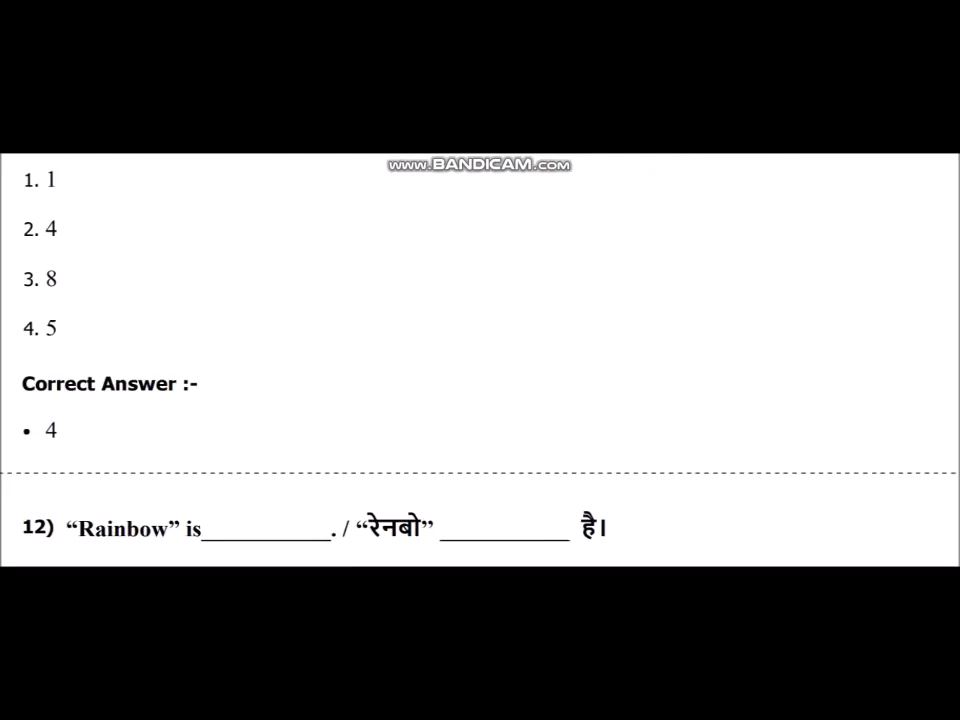 www.BANDICAM.com
1. 1
2. 4
3. 8
4. 5
Correct Answer :-
• 4
12) “Rainbow” is___________. / “रेनबो” ___________ है।